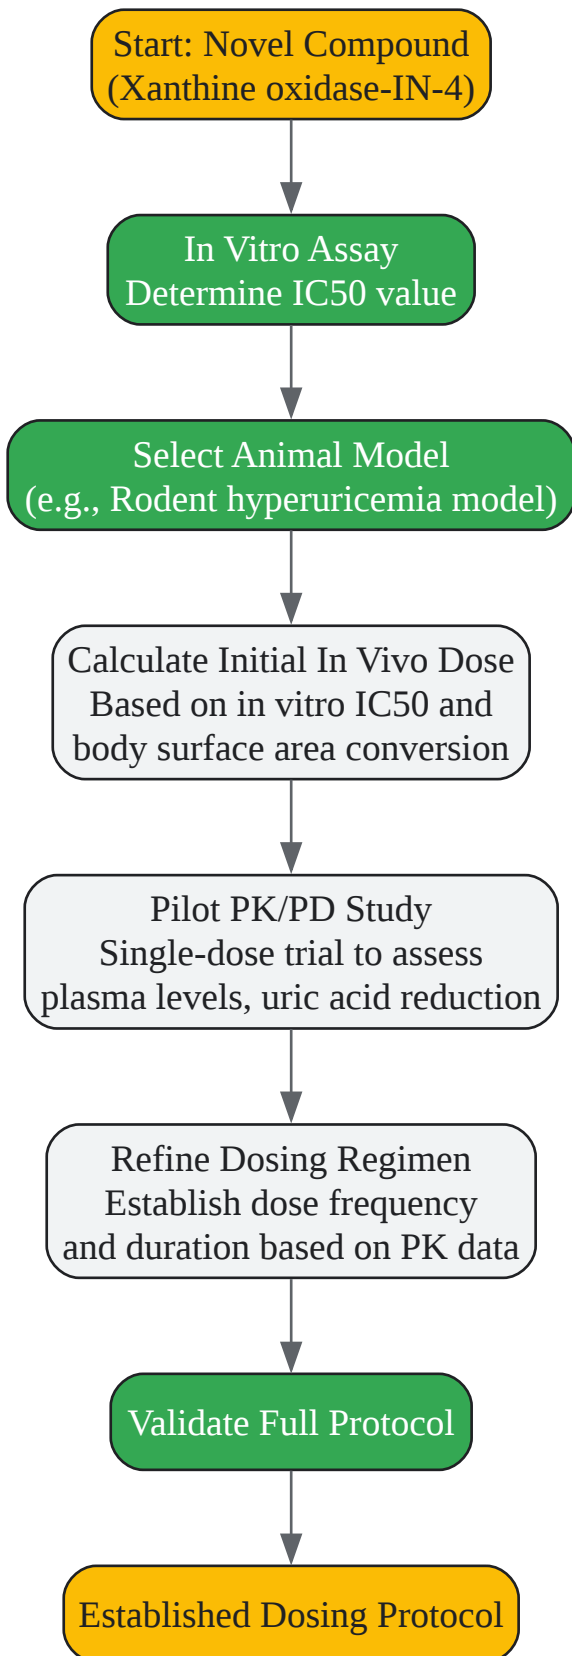 Start: Novel Compound
(Xanthine oxidase-IN-4)
In Vitro Assay
Determine IC50 value
Select Animal Model
(e.g., Rodent hyperuricemia model)
Calculate Initial In Vivo Dose
Based on in vitro IC50 and
body surface area conversion
Pilot PK/PD Study
Single-dose trial to assess
plasma levels, uric acid reduction
Refine Dosing Regimen
Establish dose frequency
and duration based on PK data
Validate Full Protocol
Established Dosing Protocol